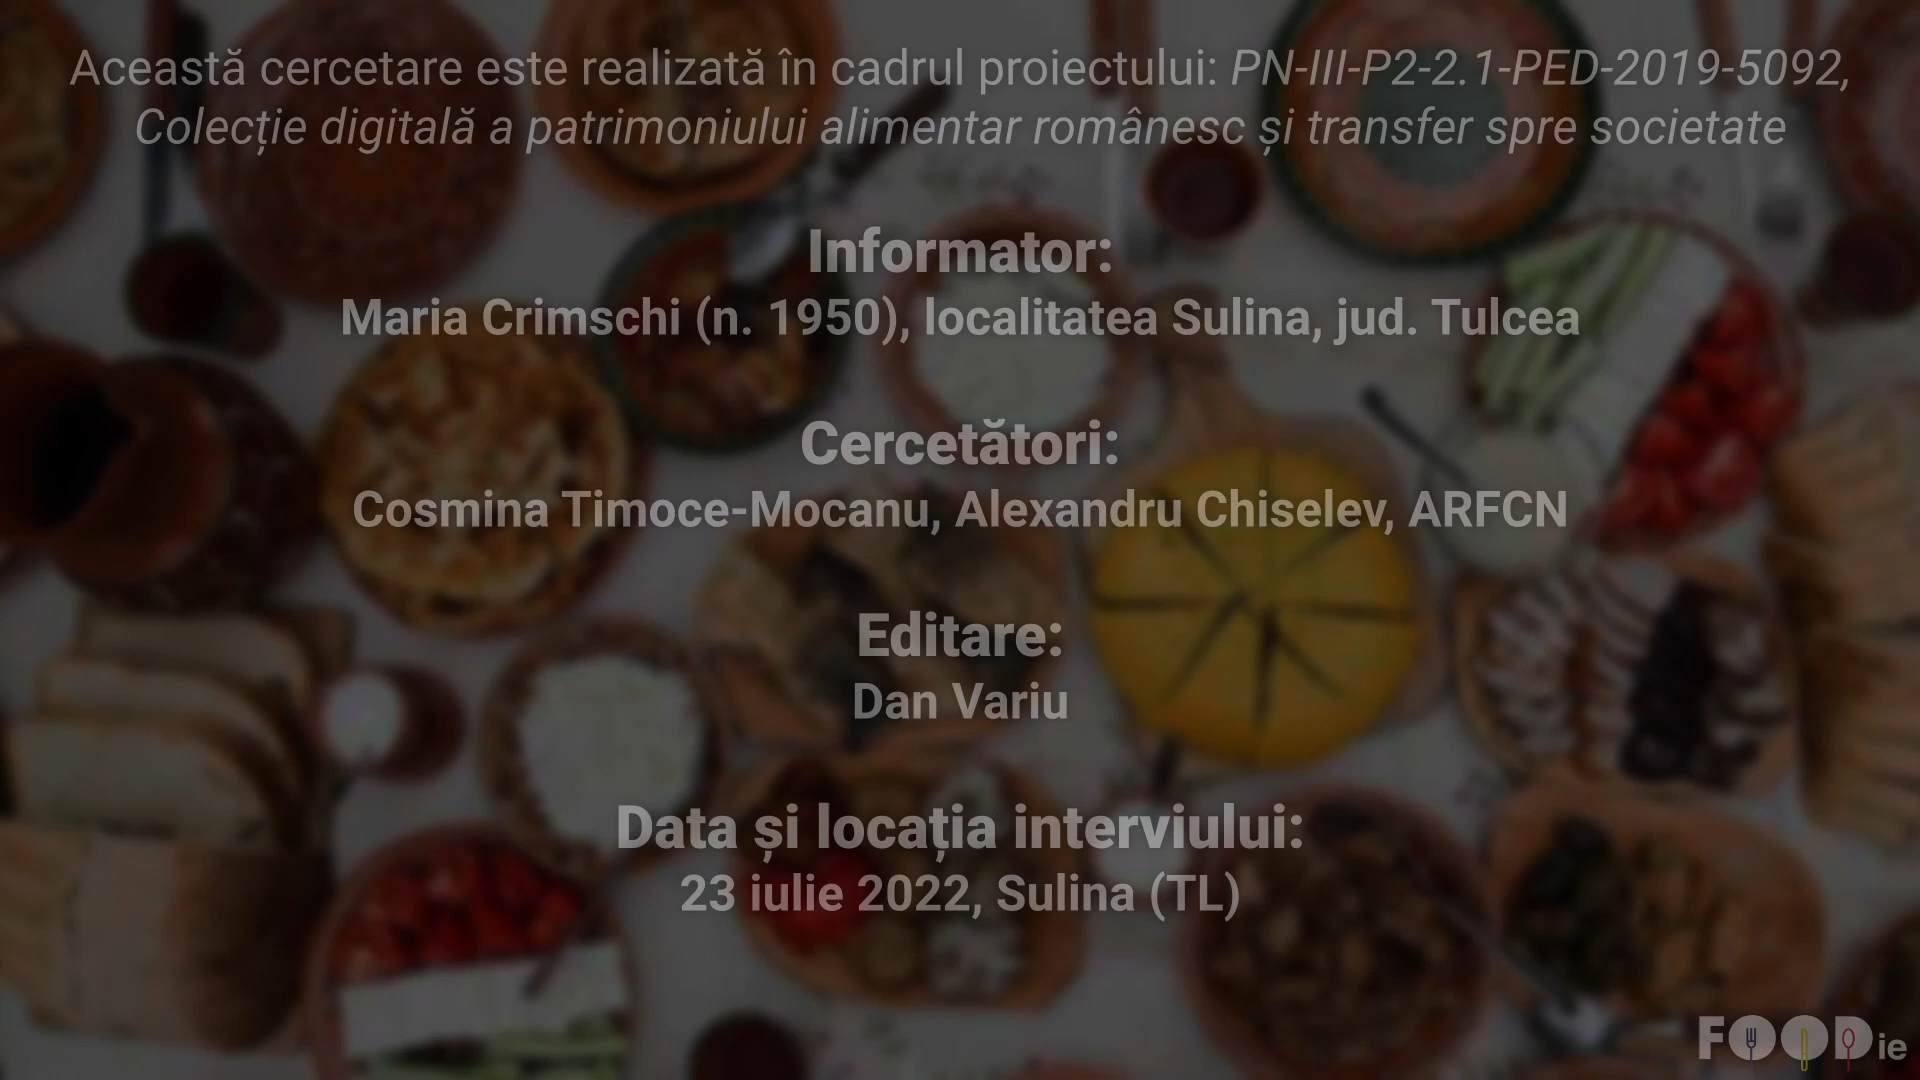 Această cercetare este realizată în cadrul proiectului: PN-III-P2-2.1-PED-2019-5092,
Colecție digitală a patrimoniului alimentar românesc și transfer spre societate
Informator:
Maria Crimschi (n. 1950), localitatea Sulina, jud. Tulcea
Cercetători:
Cosmina Timoce-Mocanu, Alexandru Chiselev, ARFCN
Editare:
Dan Variu
Data și locația interviului:
23 iulie 2022, Sulina (TL)
FOODie